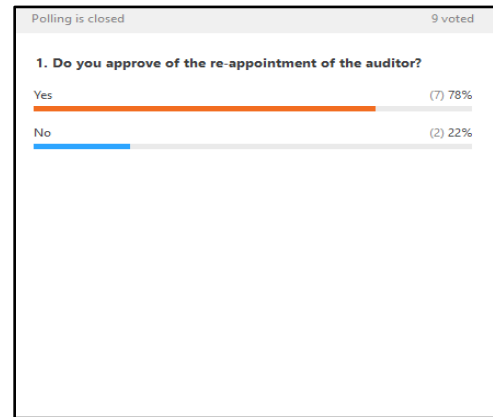 Polling is closed 9 voted
1. Do you approve of the re-appointment of the auditor?
Yes (7) 78%
No (2) 22%